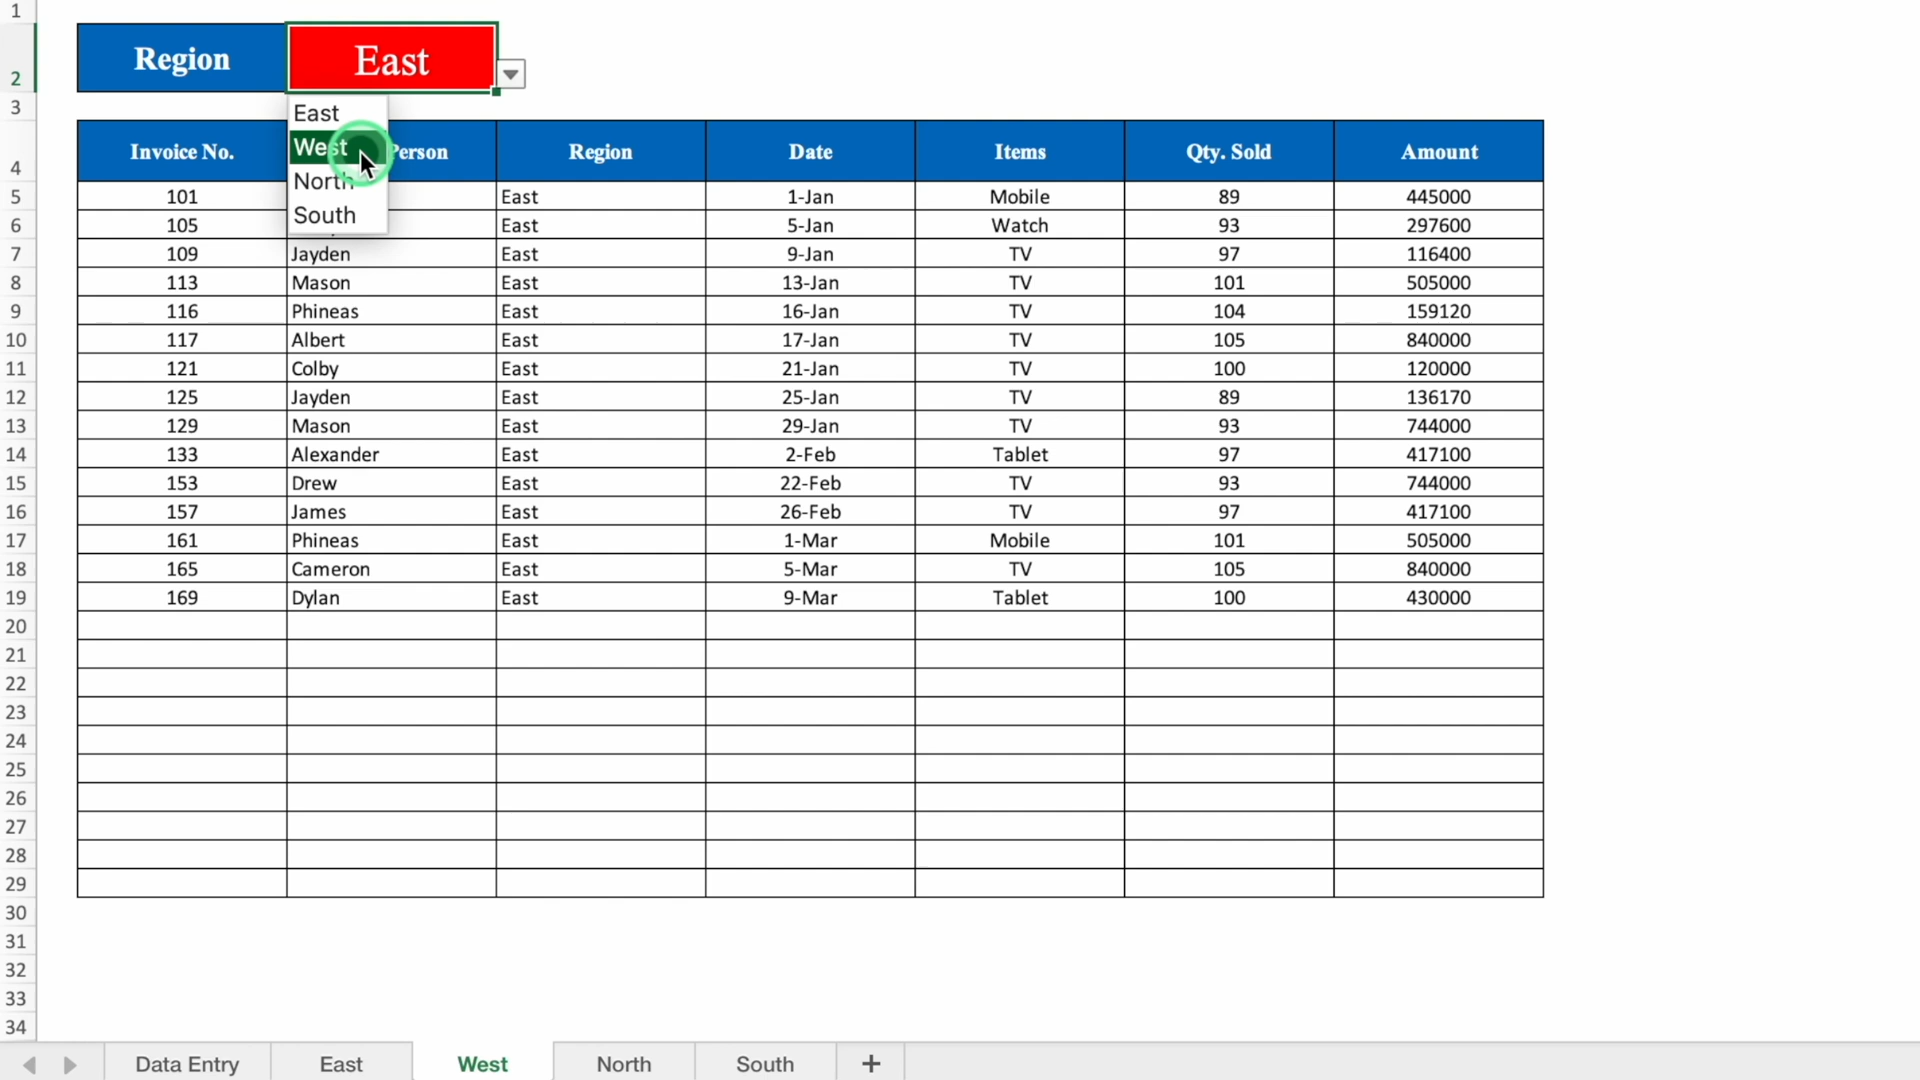 1
2 Region East
East
West
North
South
3
4 Invoice No. Person Region Date Items Qty. Sold Amount
5 101 East 1-Jan Mobile 89 445000
6 105 East 5-Jan Watch 93 297600
7 109 Jayden East 9-Jan TV 97 116400
8 113 Mason East 13-Jan TV 101 505000
9 116 Phineas East 16-Jan TV 104 159120
10 117 Albert East 17-Jan TV 105 840000
11 121 Colby East 21-Jan TV 100 120000
12 125 Jayden East 25-Jan TV 89 136170
13 129 Mason East 29-Jan TV 93 744000
14 133 Alexander East 2-Feb Tablet 97 417100
15 153 Drew East 22-Feb TV 93 744000
16 157 James East 26-Feb TV 97 417100
17 161 Phineas East 1-Mar Mobile 101 505000
18 165 Cameron East 5-Mar TV 105 840000
19 169 Dylan East 9-Mar Tablet 100 430000
20
21
22
23
24
25
26
27
28
29
30
31
32
33
34
Data Entry East West North South +